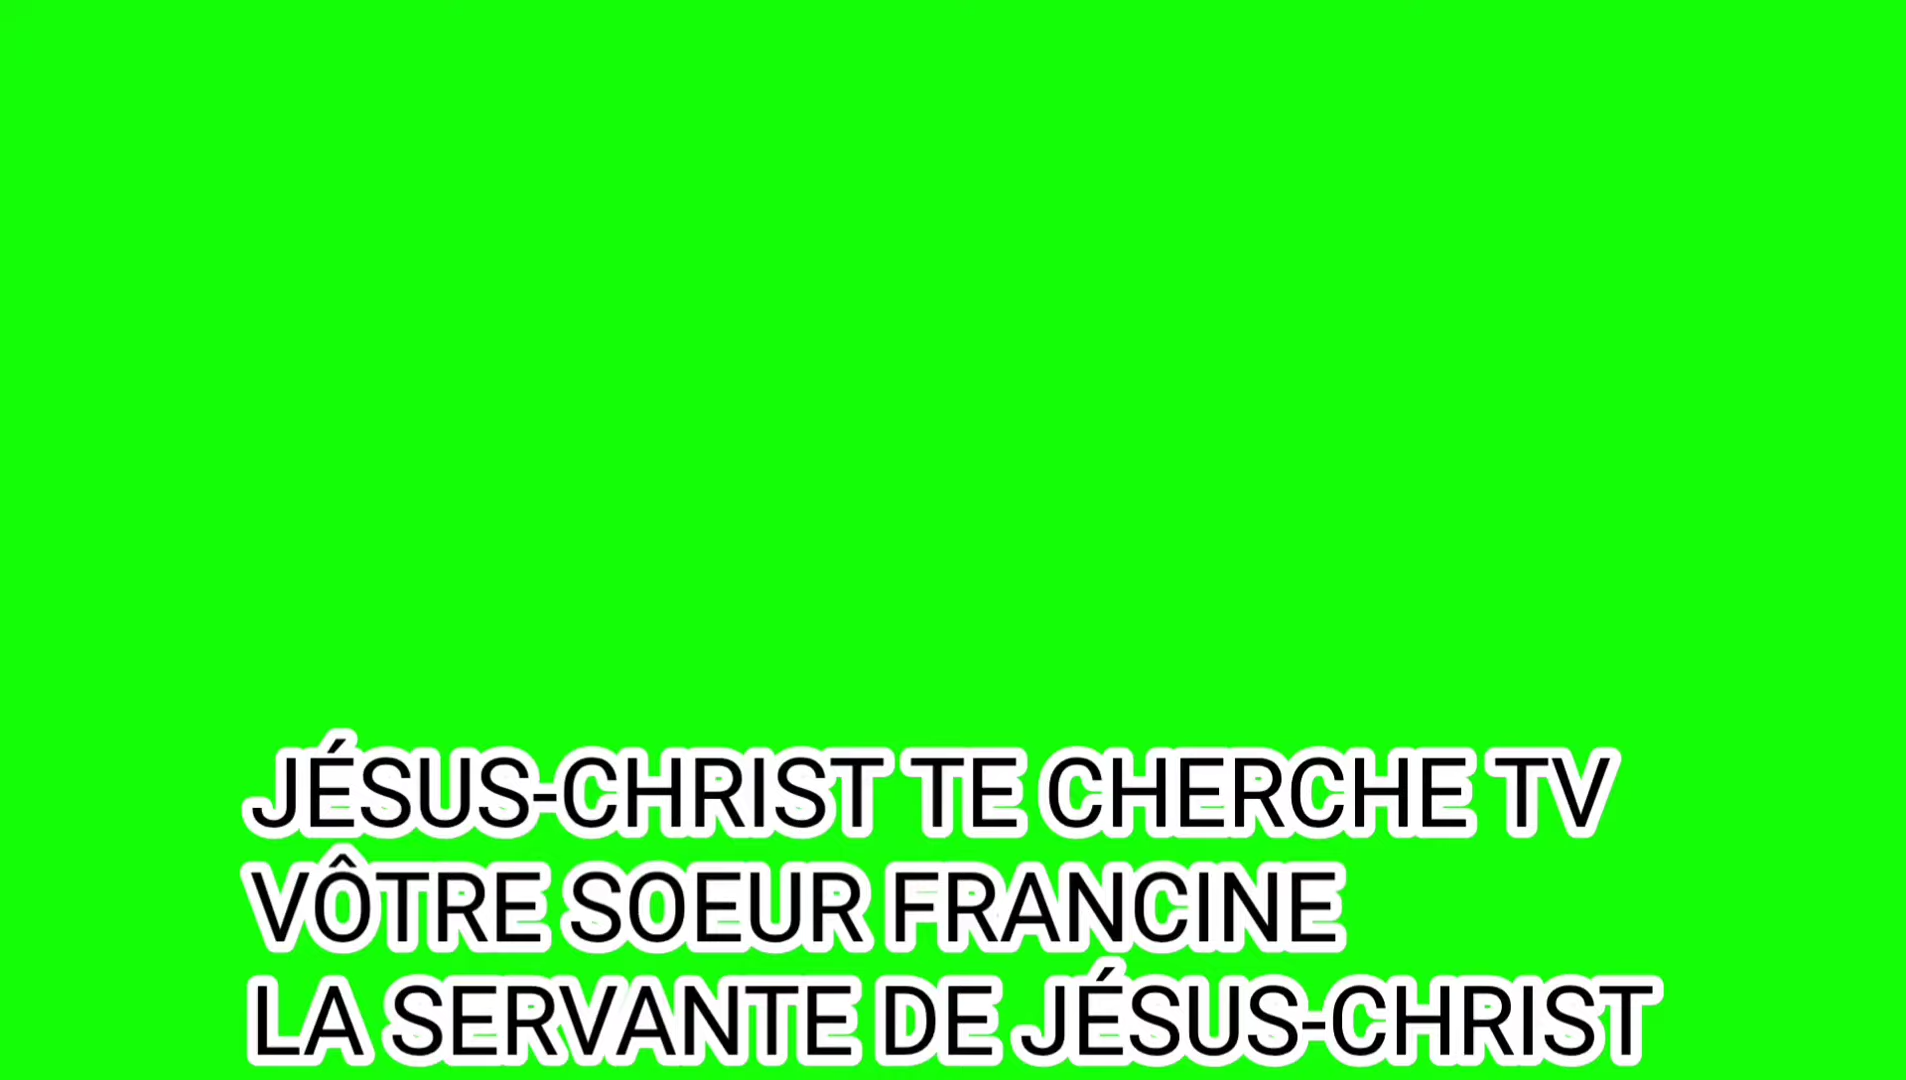 JÉSUS-CHRIST TE CHERCHE TV
VÔTRE SOEUR FRANCINE
LA SERVANTE DE JÉSUS-CHRIST